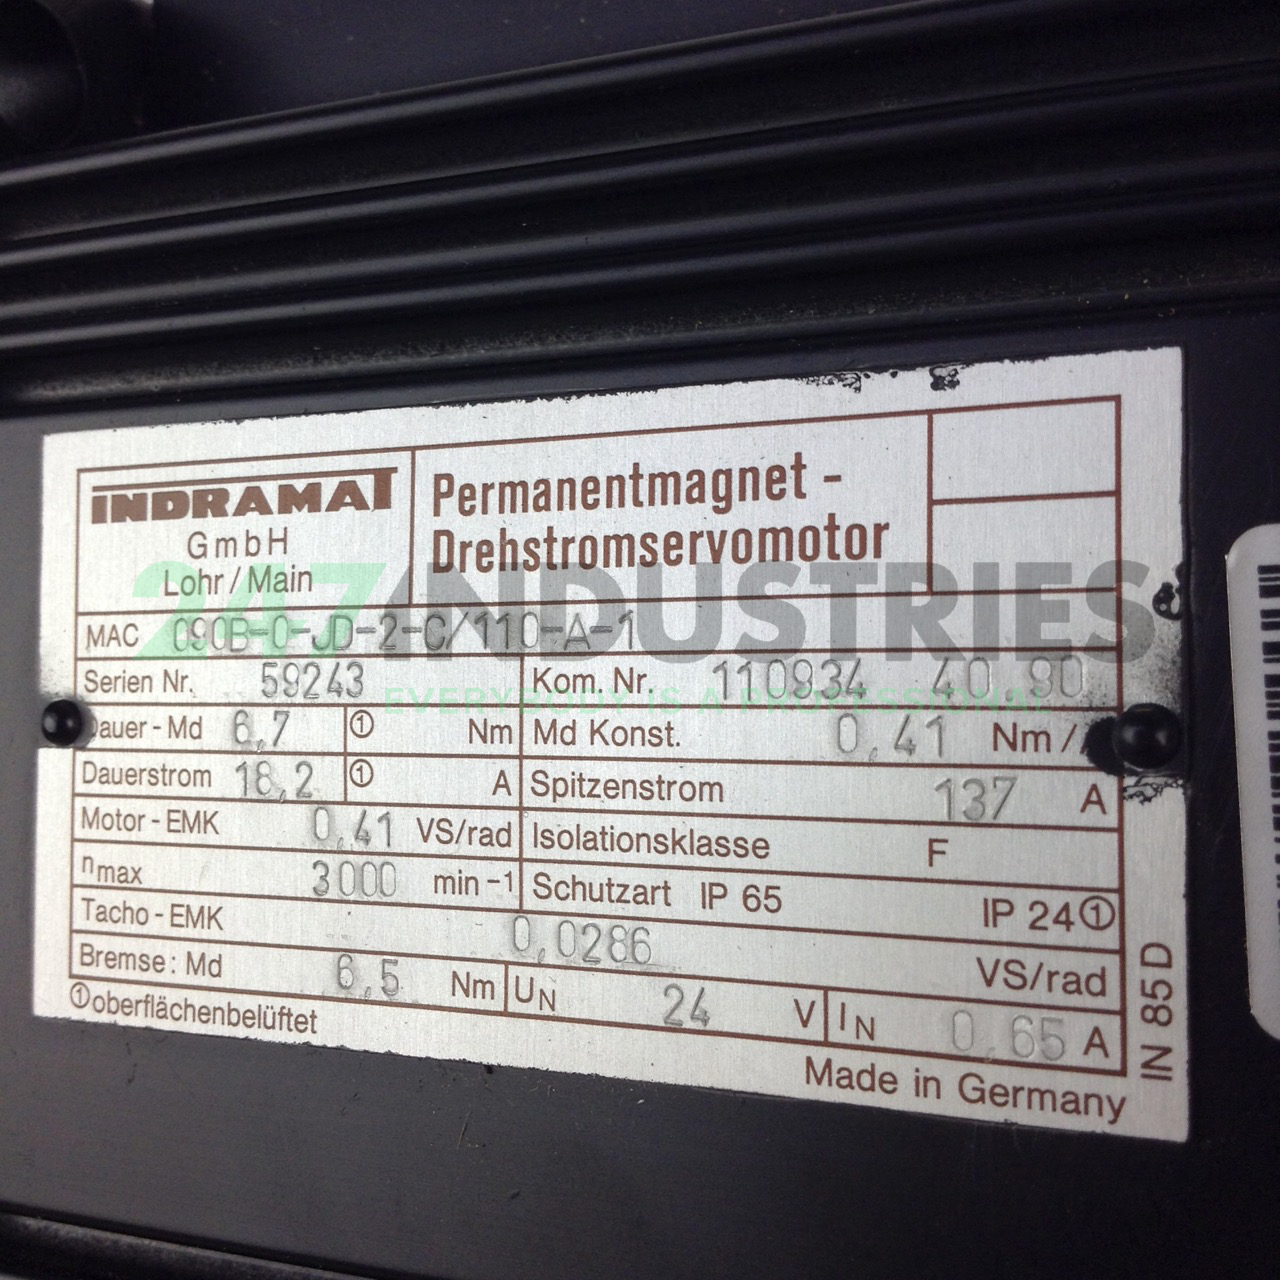 INDRAMAT
GmbH
Lohr/Main
Permanentmagnet-
Drehstromservomotor
247INDUSTRIES
EVERYBODY IS A PROFESSIONAL
MAC 090B-0-JD-2-C/110-A-1
Serien Nr. 59243 Kom. Nr. 110934 40.90
Dauer-Md 6,7 ① Nm Md Konst. 0,41 Nm/
Dauerstrom 18,2 ① A Spitzenstrom 137 A
Motor-EMK 0,41 VS/rad Isolationsklasse F
nmax 3000 min-1 Schutzart IP 65 IP 24①
Tacho-EMK 0,0286 VS/rad
Bremse: Md 6,5 Nm UN 24 V IN 0,65 A
①oberflächenbelüftet
Made in Germany
IN 85D